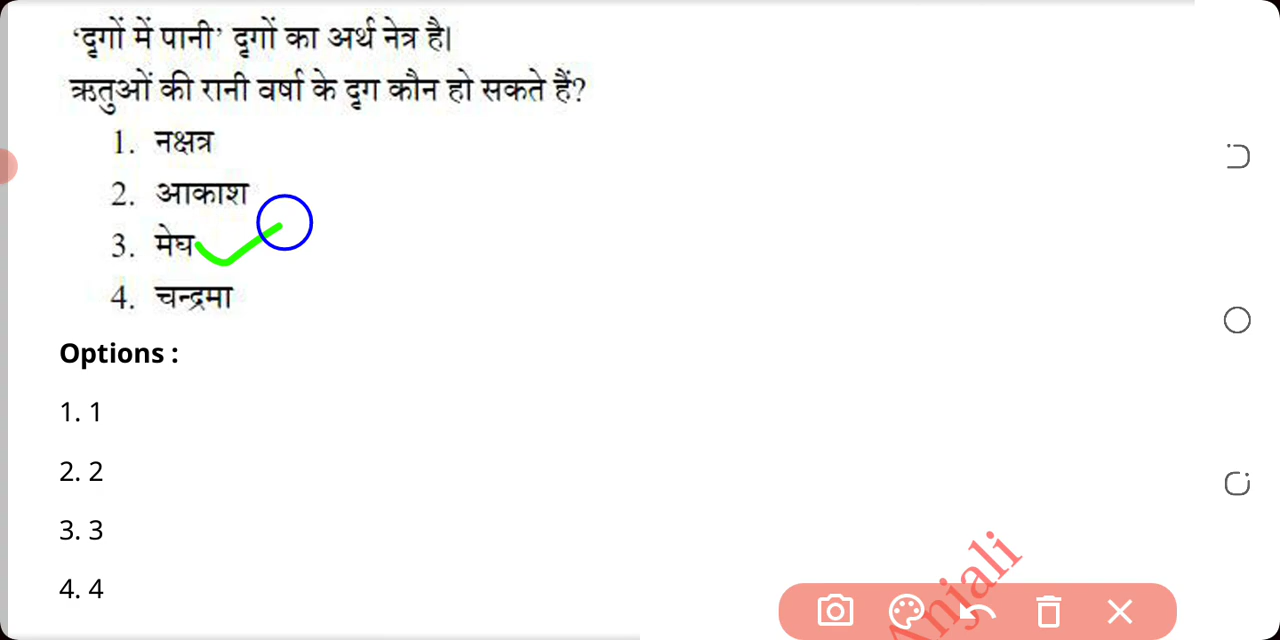 ‘दृगों में पानी’ दृगों का अर्थ नेत्र है।
ऋतुओं की रानी वर्षा के दृग कौन हो सकते हैं?
1. नक्षत्र
2. आकाश
3. मेघ
4. चन्द्रमा
Options :
1. 1
2. 2
3. 3
4. 4
Anjali